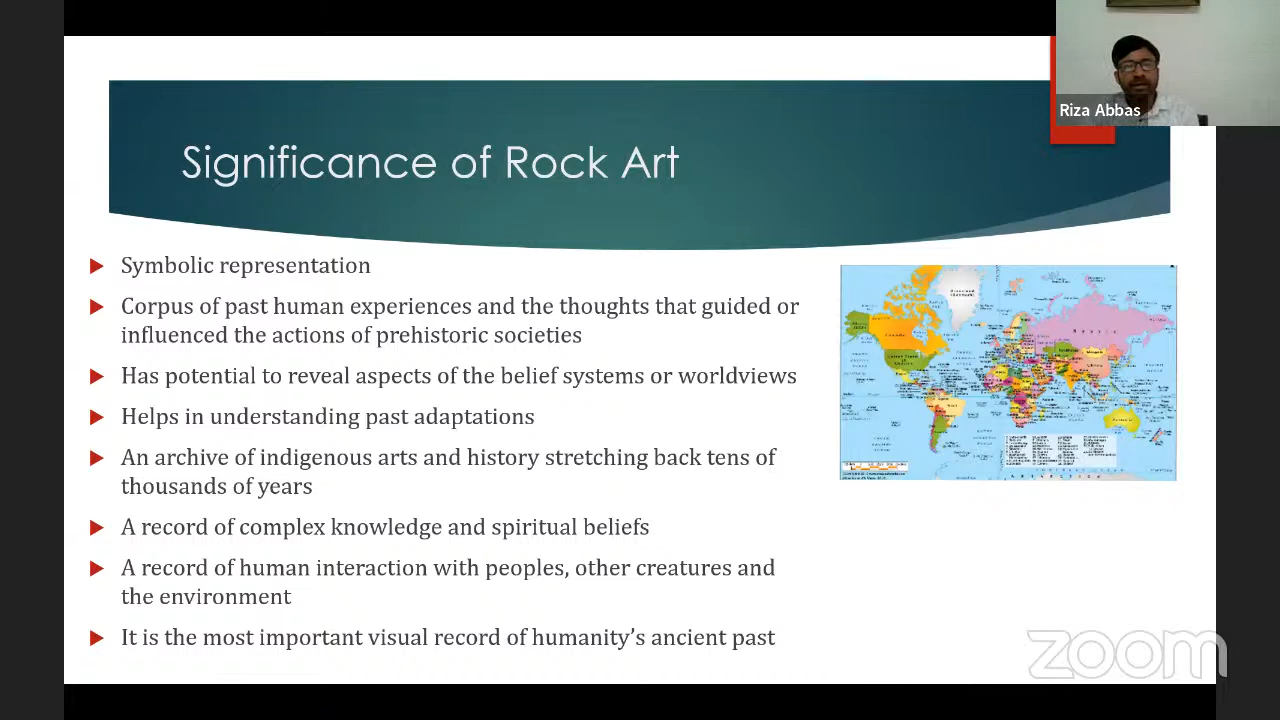 Riza Abbas
Significance of Rock Art
Symbolic representation
Corpus of past human experiences and the thoughts that guided or
influenced the actions of prehistoric societies
Has potential to reveal aspects of the belief systems or worldviews
Helps in understanding past adaptations
An archive of indigenous arts and history stretching back tens of
thousands of years
A record of complex knowledge and spiritual beliefs
A record of human interaction with peoples, other creatures and
the environment
It is the most important visual record of humanity’s ancient past
zoom